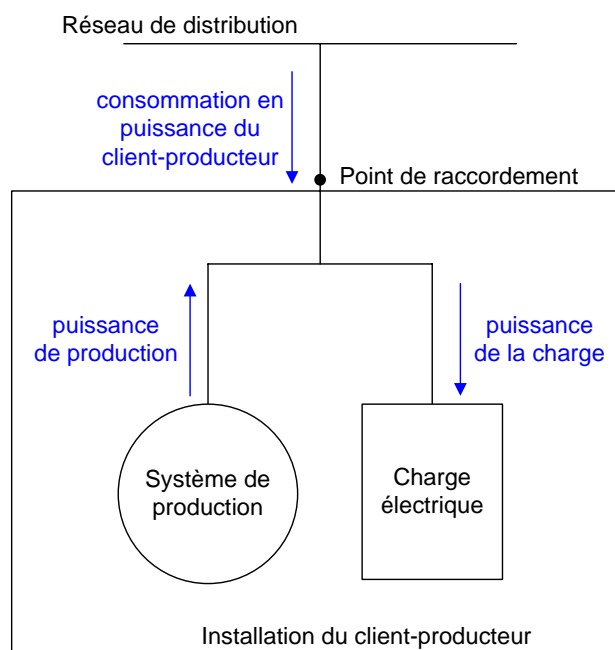 Réseau de distribution
consommation en
puissance du
client-producteur
Point de raccordement
puissance
de production
puissance
de la charge
Système de
production
Charge
électrique
Installation du client-producteur